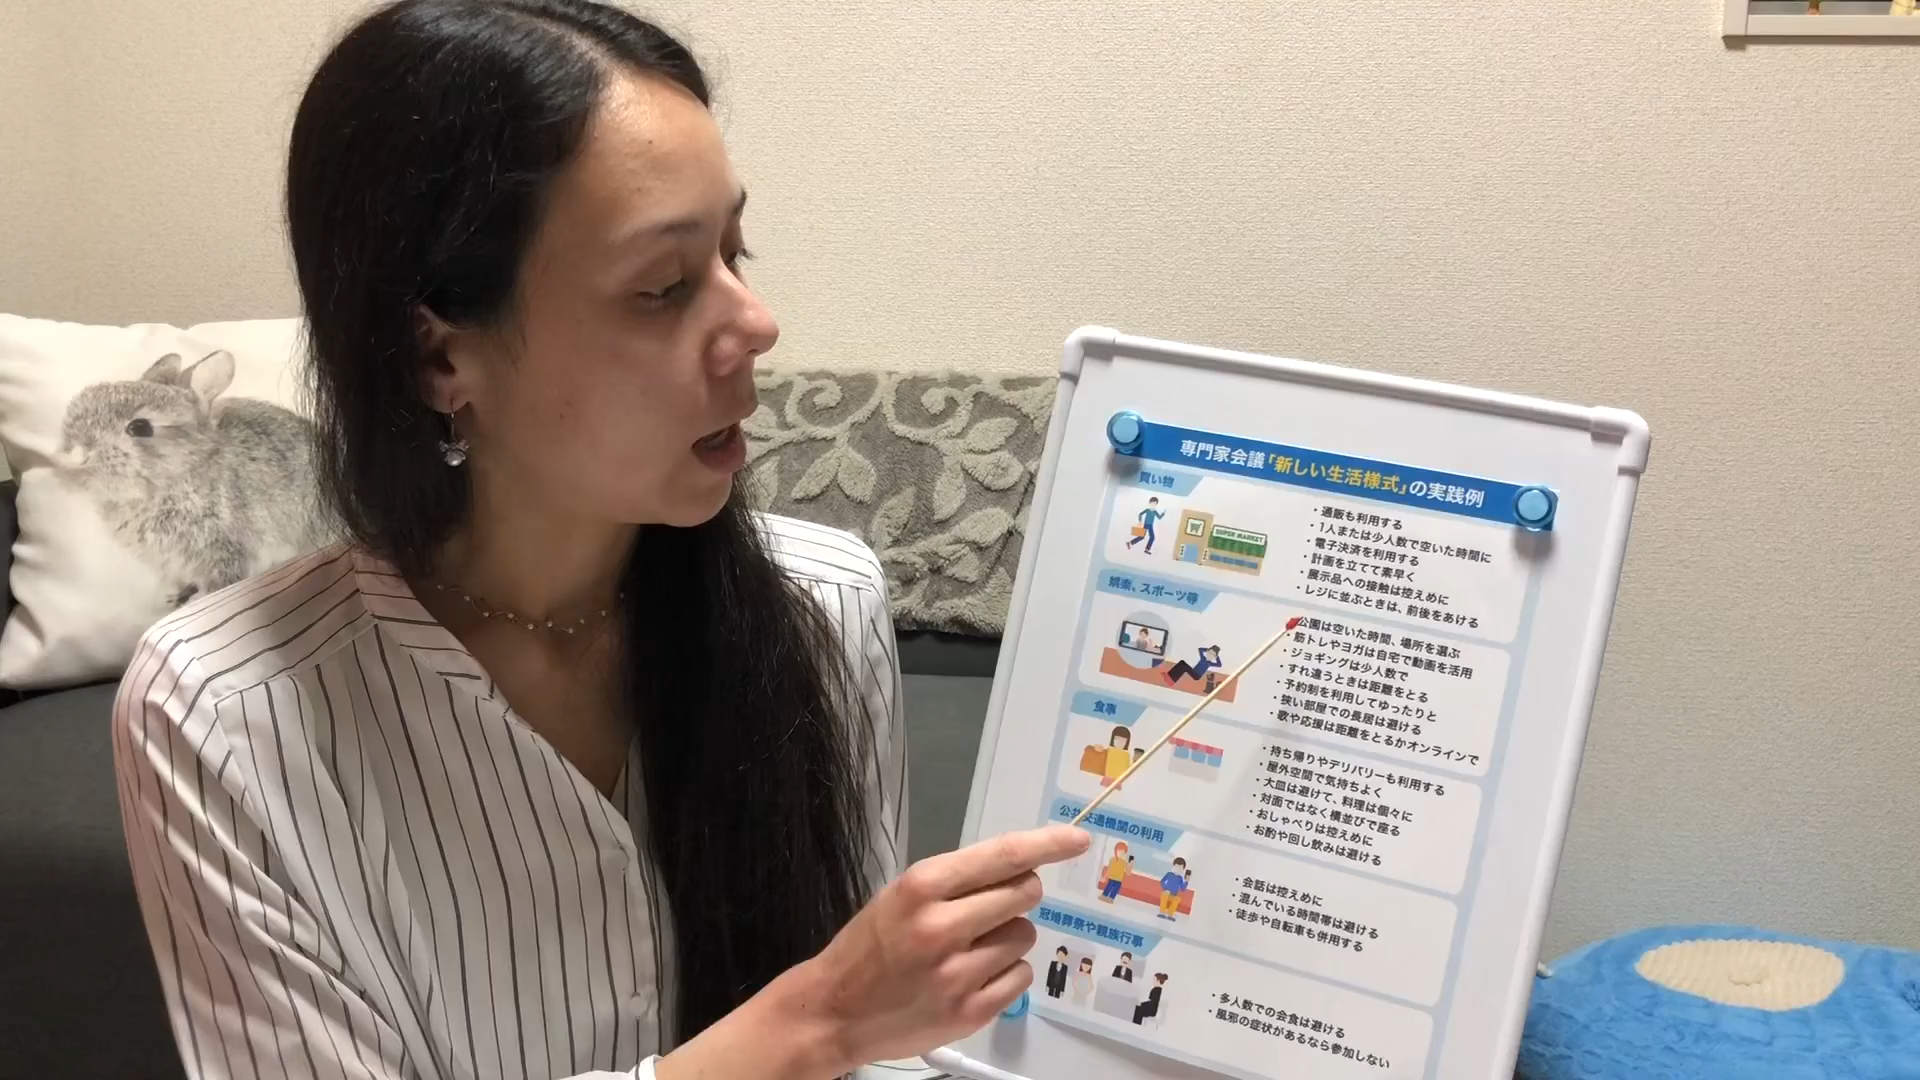 専門家会議「新しい生活様式」の実践例
買い物
SUPER MARKET
・通販も利用する
・1人または少人数で空いた時間に
・電子決済を利用する
・計画を立てて素早く
・展示品への接触は控えめに
・レジに並ぶときは、前後をあける
娯楽、スポーツ等
公園は空いた時間、場所を選ぶ
・筋トレやヨガは自宅で動画を活用
・ジョギングは少人数で
・すれ違うときは距離をとる
・予約制を利用してゆったりと
・狭い部屋での長居は避ける
・歌や応援は距離をとるかオンラインで
食事
・持ち帰りやデリバリーも利用する
・屋外空間で気持ちよく
・大皿は避けて、料理は個々に
・対面ではなく横並びで座る
・おしゃべりは控えめに
・お酌や回し飲みは避ける
公共交通機関の利用
・会話は控えめに
・混んでいる時間帯は避ける
・徒歩や自転車も併用する
冠婚葬祭や親族行事
・多人数での会食は避ける
・風邪の症状があるなら参加しない